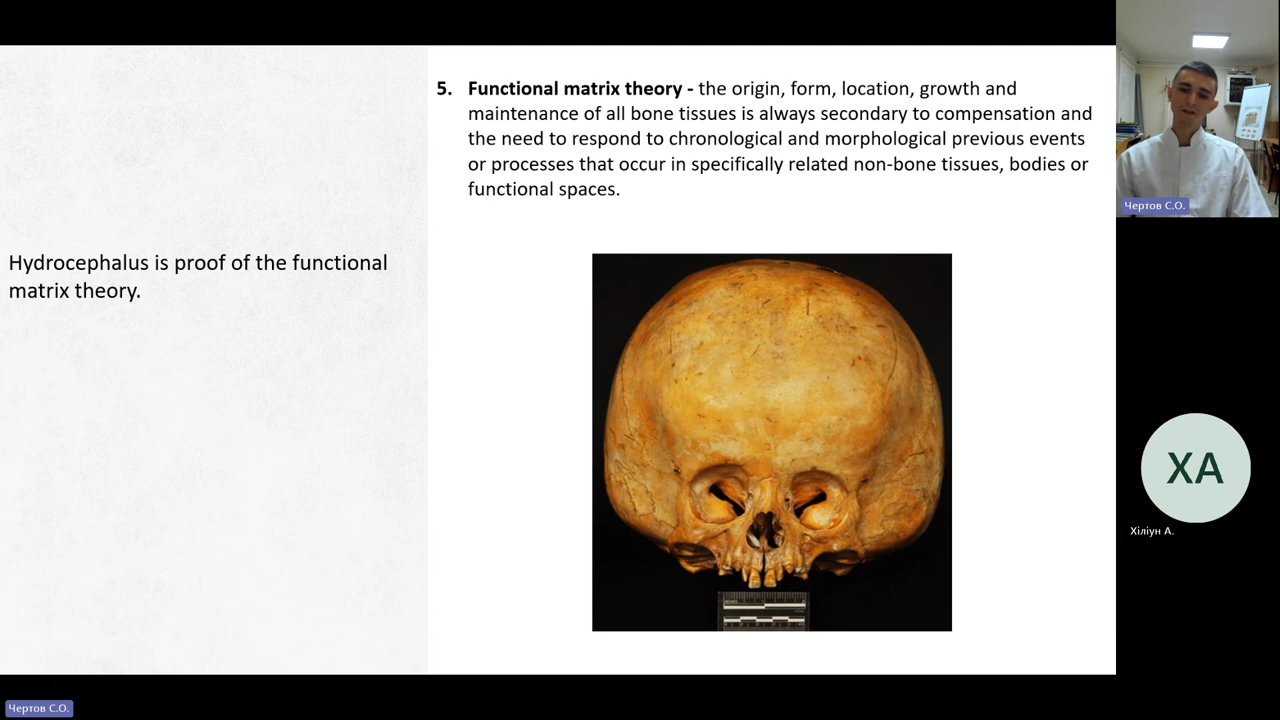 5. Functional matrix theory - the origin, form, location, growth and
maintenance of all bone tissues is always secondary to compensation and
the need to respond to chronological and morphological previous events
or processes that occur in specifically related non-bone tissues, bodies or
functional spaces.
Hydrocephalus is proof of the functional
matrix theory.
Чертов С.О.
ХА
Хіліун А.
Чертов С.О.